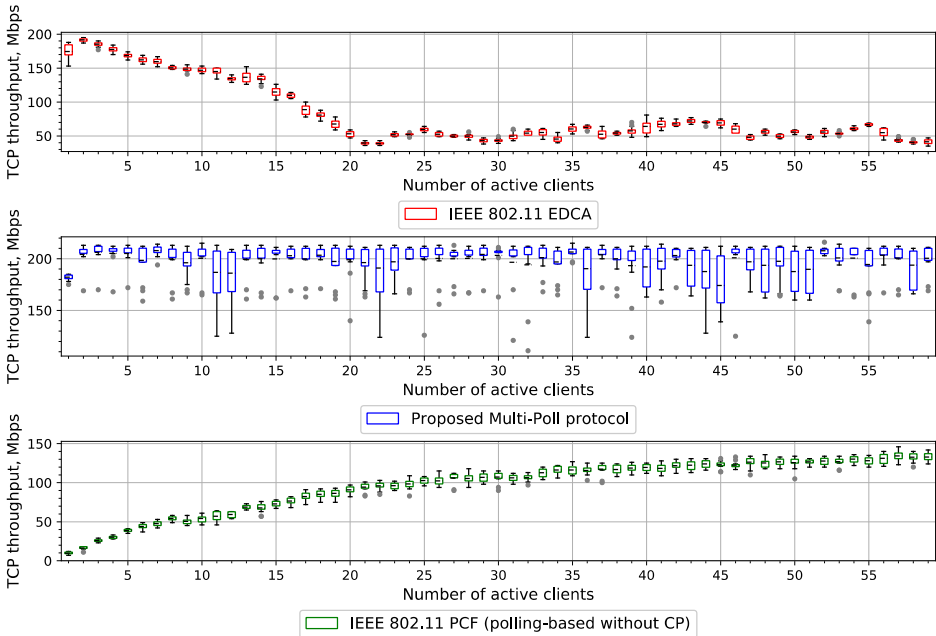 TCP throughput, Mbps
200
150
100
50
5 10 15 20 25 30 35 40 45 50 55
Number of active clients
IEEE 802.11 EDCA
TCP throughput, Mbps
200
150
5 10 15 20 25 30 35 40 45 50 55
Number of active clients
Proposed Multi-Poll protocol
TCP throughput, Mbps
150
100
50
0
5 10 15 20 25 30 35 40 45 50 55
Number of active clients
IEEE 802.11 PCF (polling-based without CP)